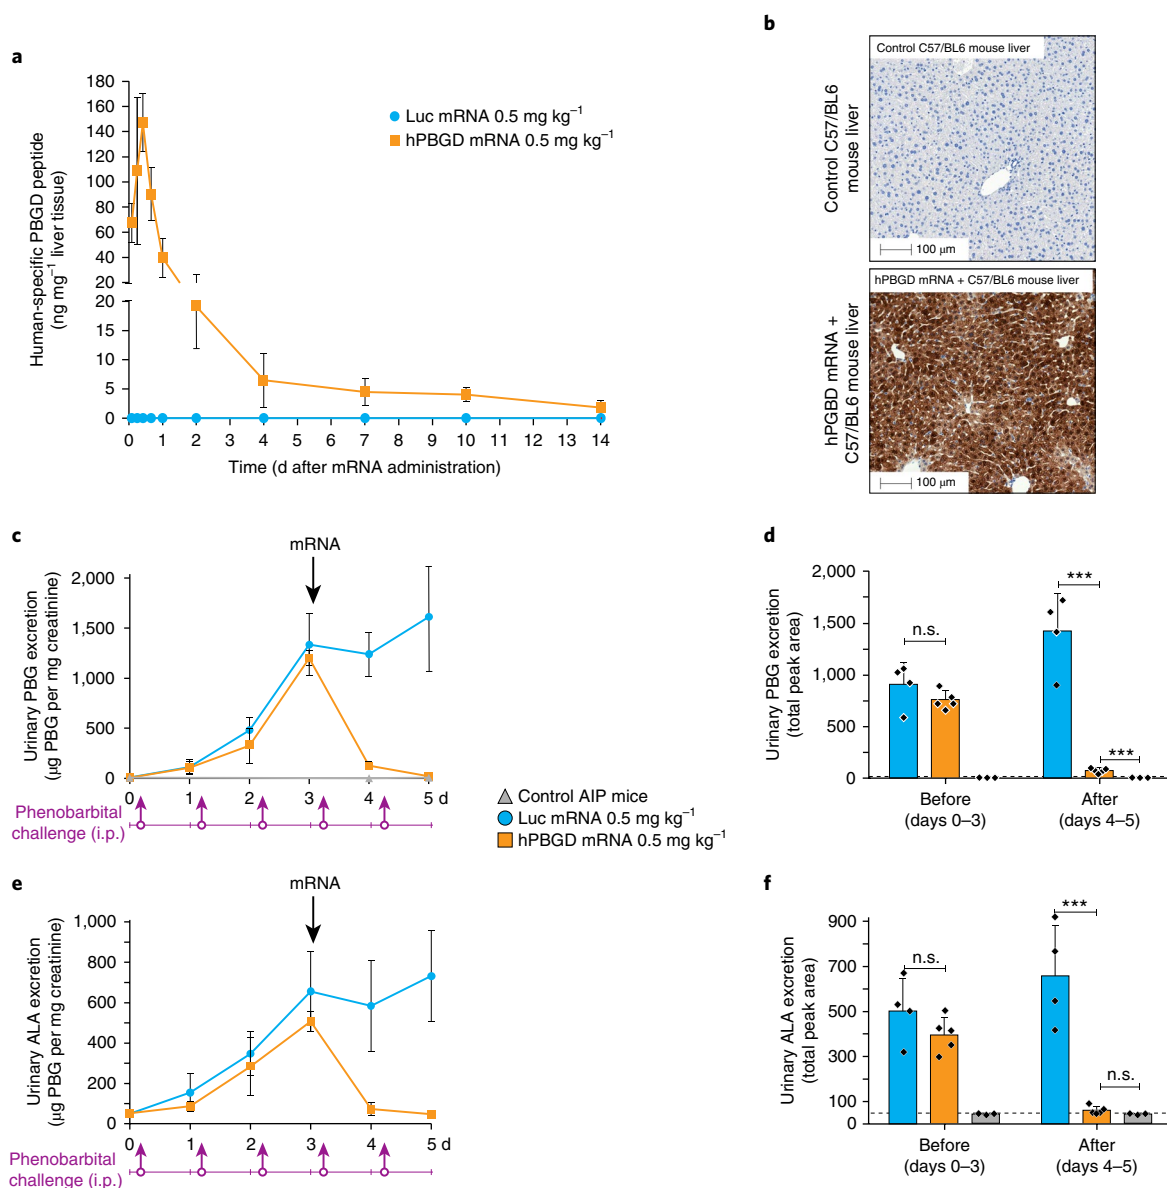 a
Human-specific PBGD peptide
(ng mg⁻¹ liver tissue)
180
160
140
120
100
80
60
40
20
20
15
10
5
0
0 1 2 3 4 5 6 7 8 9 10 11 12 13 14
Time (d after mRNA administration)
Luc mRNA 0.5 mg kg⁻¹
hPBGD mRNA 0.5 mg kg⁻¹
b
Control C57/BL6
mouse liver
Control C57/BL6 mouse liver
100 μm
hPGBD mRNA +
C57/BL6 mouse liver
hPBGD mRNA + C57/BL6 mouse liver
100 μm
c
mRNA
Urinary PBG excretion
(μg PBG per mg creatinine)
2,000
1,500
1,000
500
0
0 1 2 3 4 5 d
Phenobarbital
challenge (i.p.)
Control AIP mice
Luc mRNA 0.5 mg kg⁻¹
hPBGD mRNA 0.5 mg kg⁻¹
d
Urinary PBG excretion
(total peak area)
2,000
1,500
1,000
500
0
n.s.
***
***
Before
(days 0–3)
After
(days 4–5)
e
mRNA
Urinary ALA excretion
(μg PBG per mg creatinine)
1,000
800
600
400
200
0
0 1 2 3 4 5 d
Phenobarbital
challenge (i.p.)
f
Urinary ALA excretion
(total peak area)
900
700
500
300
100
0
n.s.
***
n.s.
Before
(days 0–3)
After
(days 4–5)